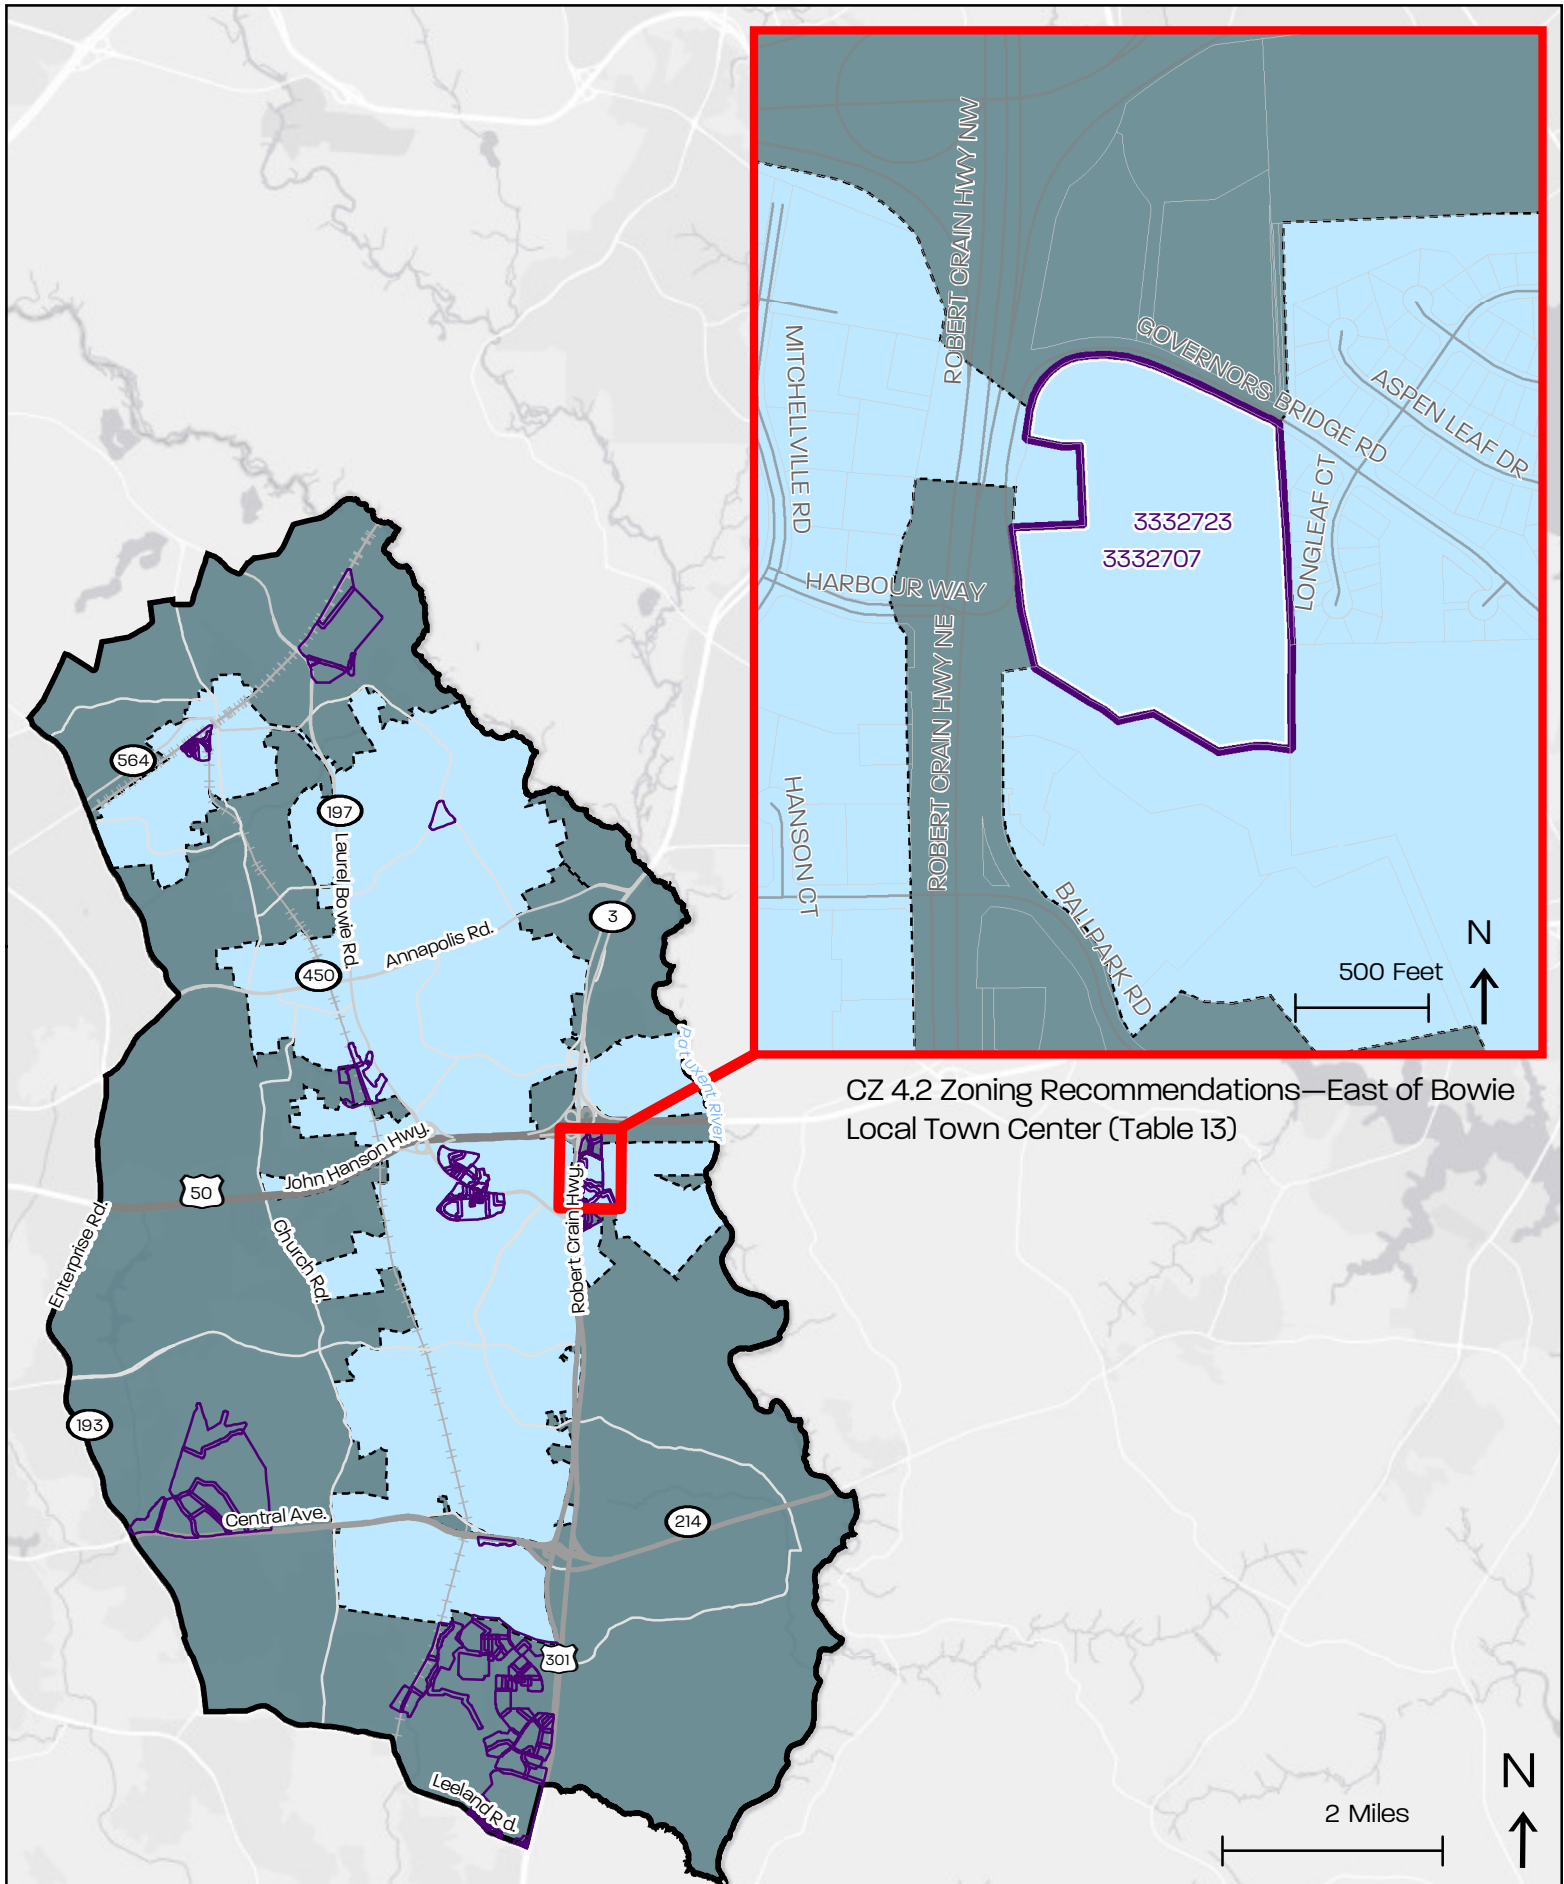 ROBERT CRAIN HWY NW
GOVERNORS BRIDGE RD
ASPEN LEAF DR
MITCHELLVILLE RD
LONGLEAF CT
3332723
3332707
HARBOUR WAY
ROBERT CRAIN HWY NE
HANSON CT
BALLPARK RD
N
500 Feet
CZ 4.2 Zoning Recommendations—East of Bowie
Local Town Center (Table 13)
564
197
Laurel Bowie Rd.
3
Annapolis Rd.
450
Patuxent River
John Hanson Hwy.
50
Enterprise Rd.
Church Rd.
Robert Crain Hwy.
193
Central Ave.
214
301
Leeland Rd.
N
2 Miles